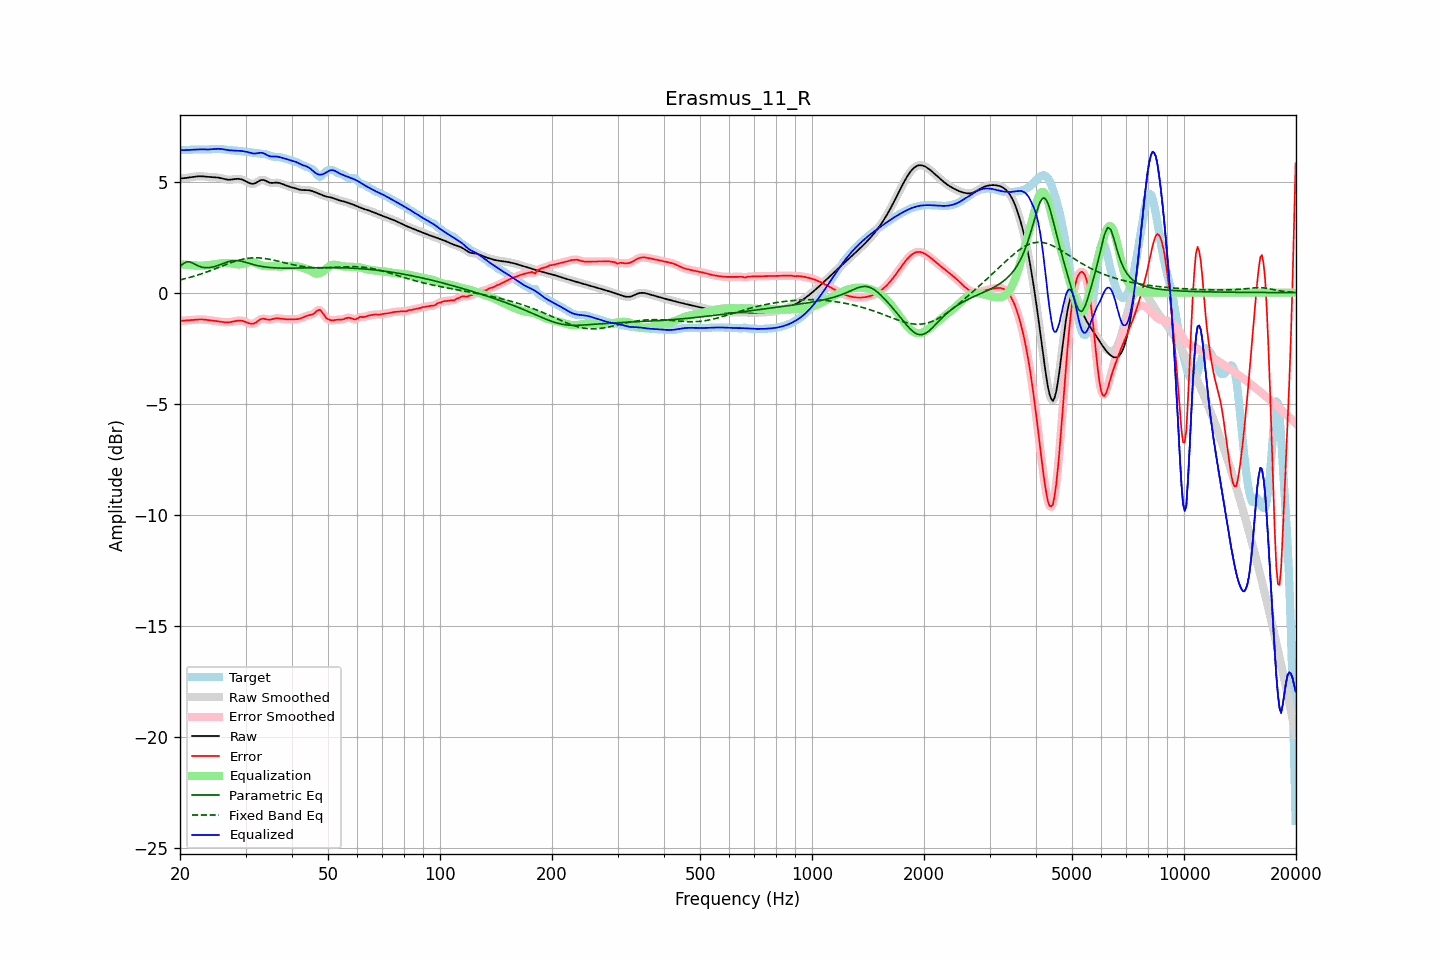 Erasmus_11_R
Amplitude (dBr)
5
0
−5
−10
−15
−20
−25
Target
Raw Smoothed
Error Smoothed
Raw
Error
Equalization
Parametric Eq
Fixed Band Eq
Equalized
20 50 100 200 500 1000 2000 5000 10000 20000
Frequency (Hz)